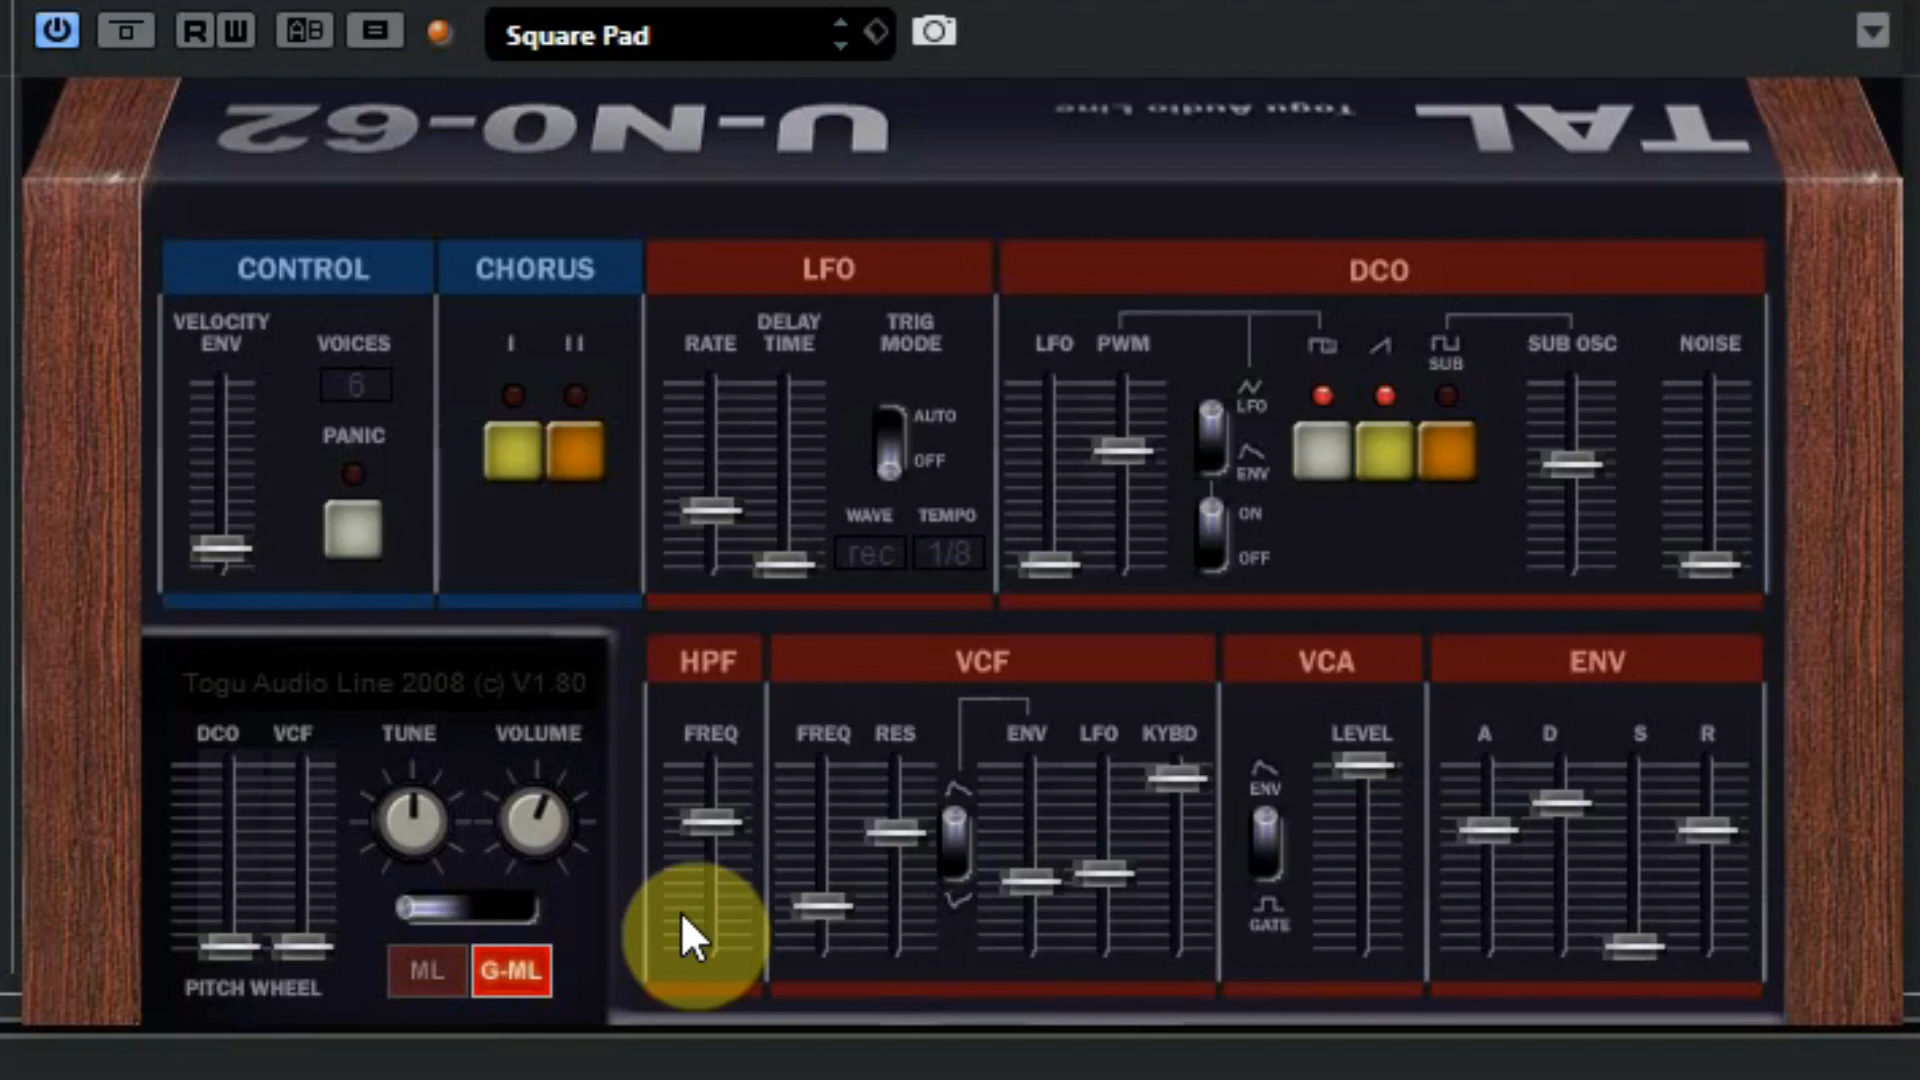 R W A B Square Pad
U-NO-62 Togu Audio Line TAL
CONTROL CHORUS LFO DCO
VELOCITY ENV VOICES I II RATE DELAY TIME TRIG MODE LFO PWM SUB SUB OSC NOISE
6
PANIC
AUTO
OFF
LFO
ENV
WAVE TEMPO
rec 1/8
ON
OFF
Togu Audio Line 2008 (c) V1.80
DCO VCF TUNE VOLUME
ML G-ML
PITCH WHEEL
HPF VCF VCA ENV
FREQ FREQ RES ENV LFO KYBD LEVEL A D S R
ENV
GATE